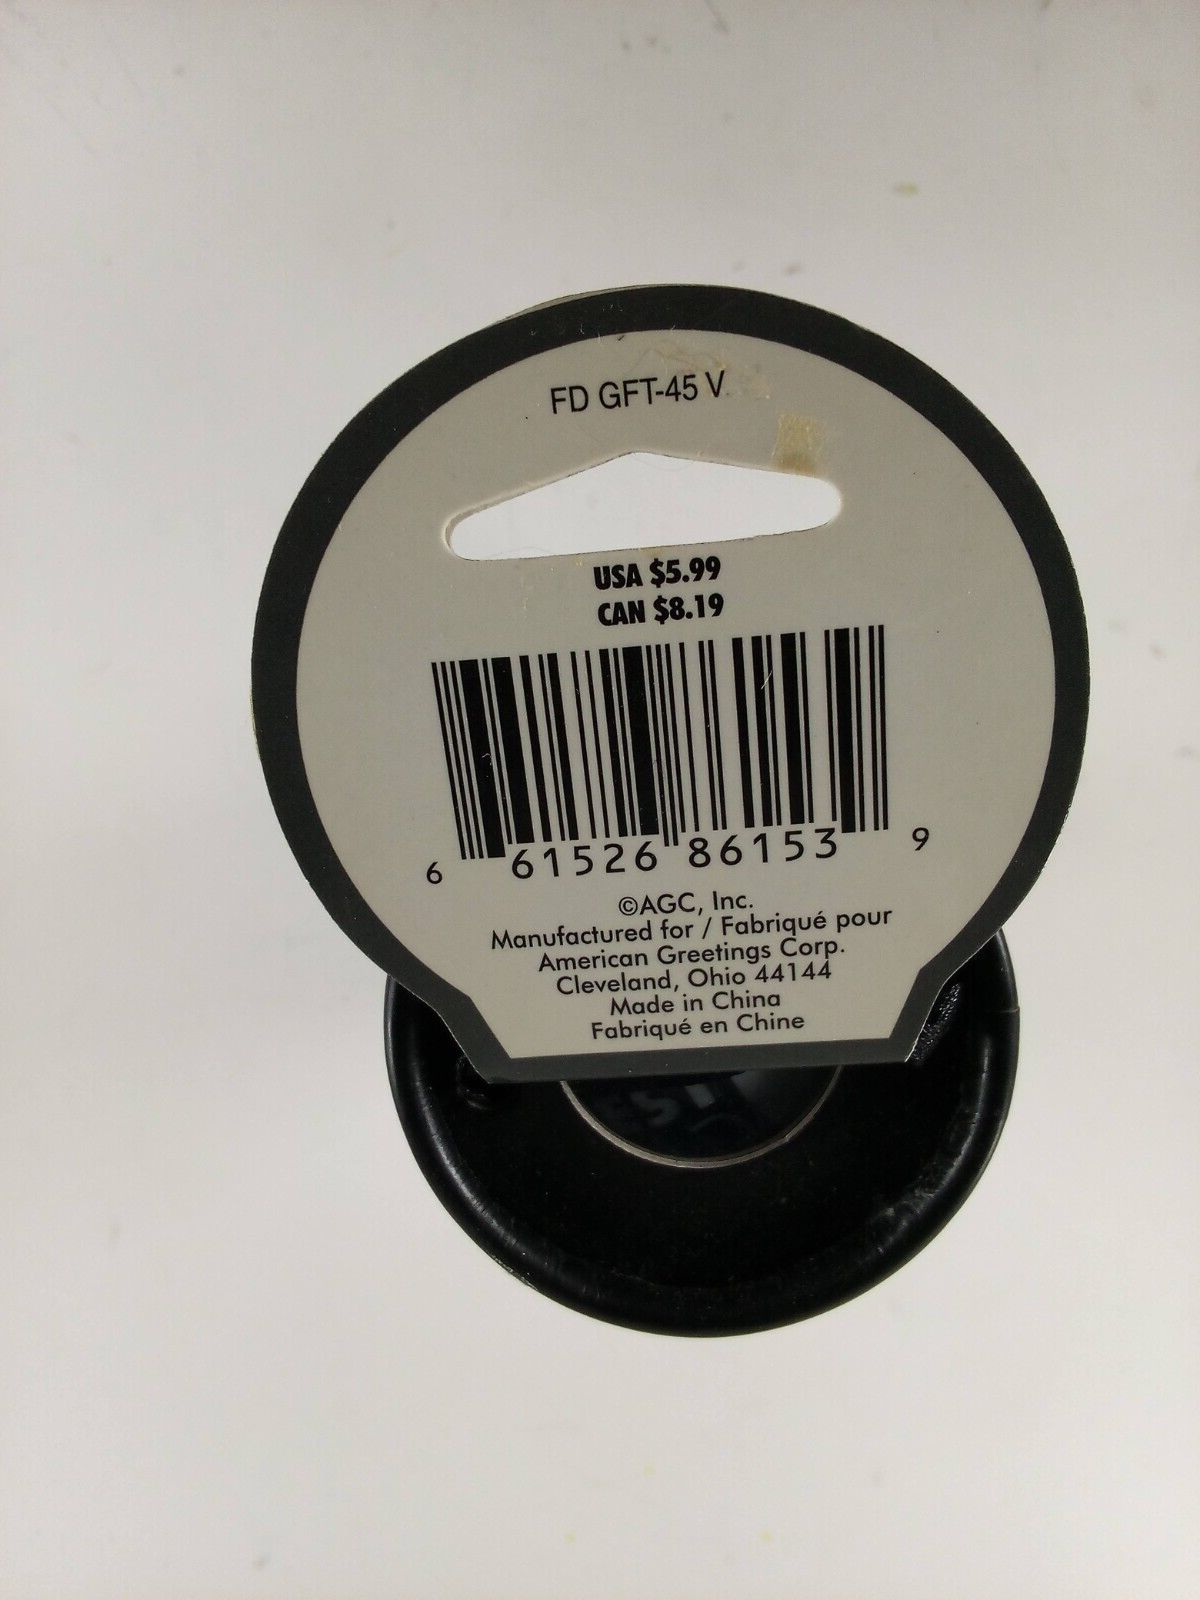 FD GFT-45 V
USA $5.99
CAN $8.19
6 61526 86153 9
©AGC, Inc.
Manufactured for / Fabriqué pour
American Greetings Corp.
Cleveland, Ohio 44144
Made in China
Fabriqué en Chine